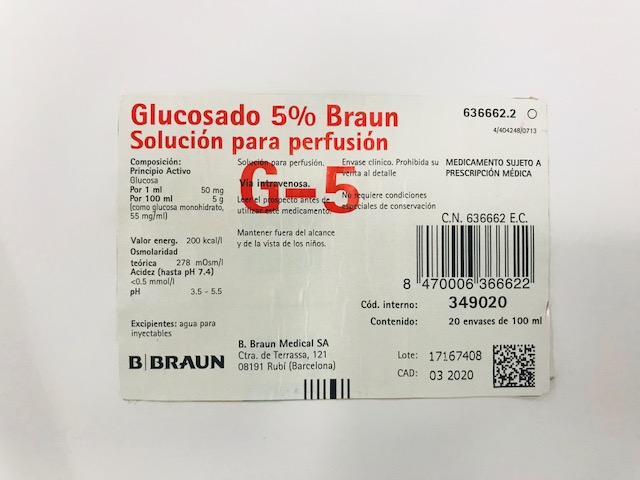 Glucosado 5% Braun
Solución para perfusión
636662.2
4/404248/0713
Composición:
Principio Activo
Glucosa
Por 1 ml 50 mg
Por 100 ml 5 g
(como glucosa monohidrato,
55 mg/ml)
Valor energ. 200 kcal/l
Osmolaridad
teórica 278 mOsm/l
Acidez (hasta pH 7.4)
<0.5 mmol/l
pH 3.5 - 5.5
Excipientes: agua para
inyectables
B|BRAUN
G-5
Solución para perfusión.
Vía intravenosa.
Leer el prospecto antes de
utilizar este medicamento.
Mantener fuera del alcance
y de la vista de los niños.
B. Braun Medical SA
Ctra. de Terrassa, 121
08191 Rubí (Barcelona)
Envase clínico. Prohibida su
venta al detalle
No requiere condiciones
especiales de conservación
MEDICAMENTO SUJETO A
PRESCRIPCIÓN MÉDICA
C.N. 636662 E.C.
8 470006 366622
Cód. interno: 349020
Contenido: 20 envases de 100 ml
Lote: 17167408
CAD: 03 2020